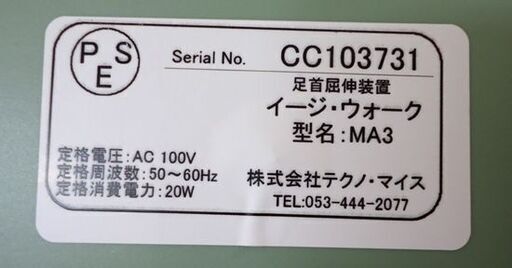 PSE
Serial No. CC103731
足首屈伸装置
イージ・ウォーク
型名:MA3
定格電圧:AC 100V
定格周波数:50～60Hz
定格消費電力:20W
株式会社テクノ・マイス
TEL:053-444-2077